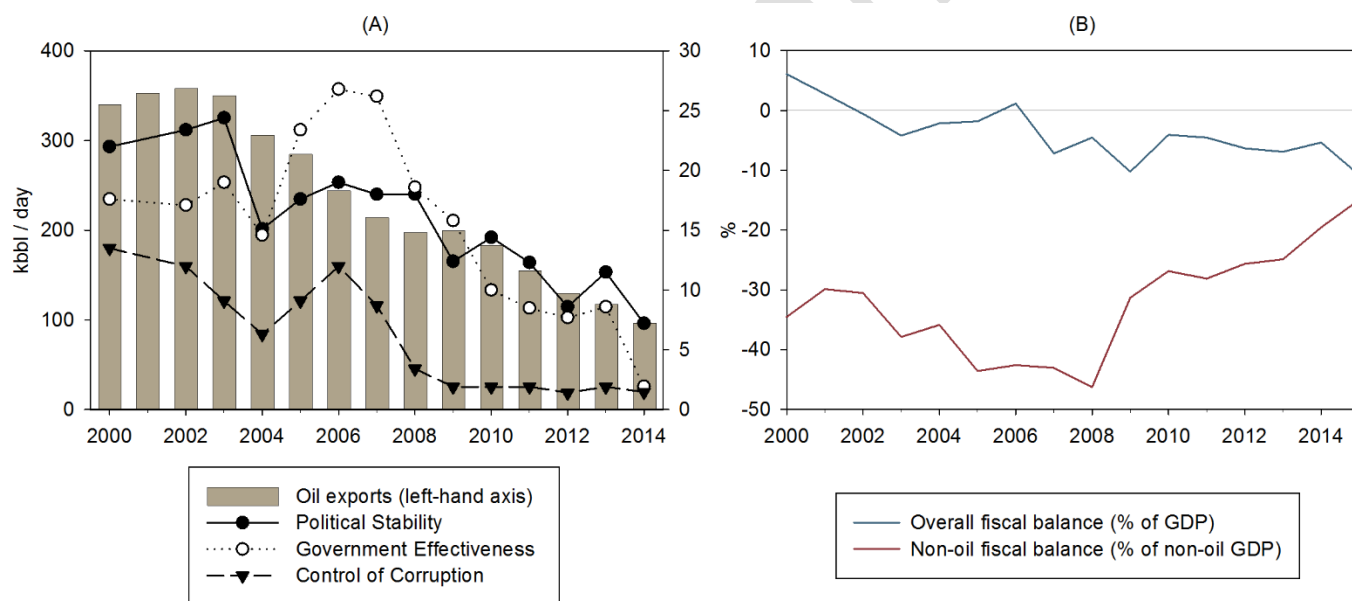 (A)
(B)
400
300
200
100
0
kbbl / day
30
25
20
15
10
5
0
2000 2002 2004 2006 2008 2010 2012 2014
Oil exports (left-hand axis)
Political Stability
Government Effectiveness
Control of Corruption
10
0
-10
-20
-30
-40
-50
%
2000 2002 2004 2006 2008 2010 2012 2014
Overall fiscal balance (% of GDP)
Non-oil fiscal balance (% of non-oil GDP)